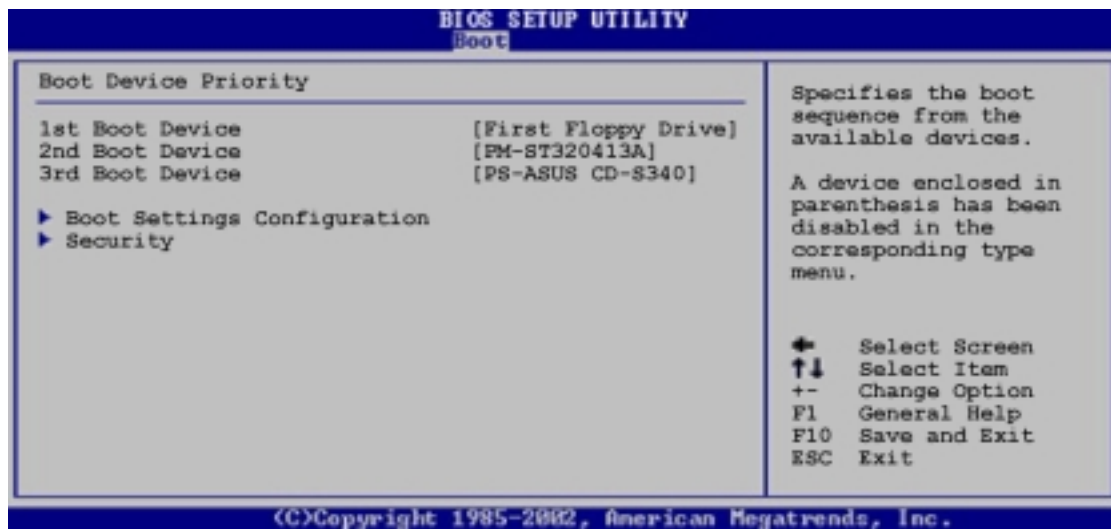 BIOS SETUP UTILITY
Boot
Boot Device Priority
1st Boot Device [First Floppy Drive]
2nd Boot Device [PM-ST320413A]
3rd Boot Device [PS-ASUS CD-S340]
Boot Settings Configuration
Security
Specifies the boot
sequence from the
available devices.
A device enclosed in
parenthesis has been
disabled in the
corresponding type
menu.
Select Screen
↑↓ Select Item
+- Change Option
F1 General Help
F10 Save and Exit
ESC Exit
(C)Copyright 1985-2002, American Megatrends, Inc.